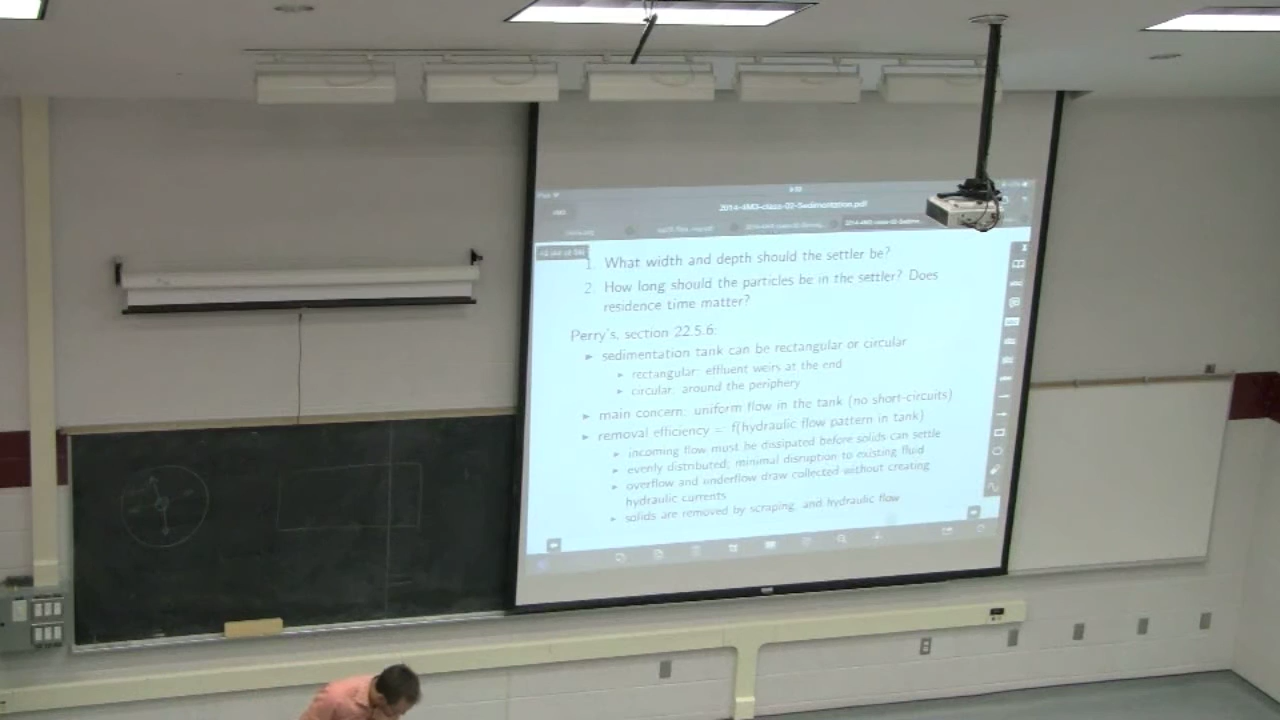 2014-4M3-class-02-Sedimentation.pdf
1. What width and depth should the settler be?
2. How long should the particles be in the settler? Does
residence time matter?
Perry's, section 22.5.6:
▸ sedimentation tank can be rectangular or circular
▸ rectangular: effluent weirs at the end
▸ circular: around the periphery
▸ main concern: uniform flow in the tank (no short-circuits)
▸ removal efficiency = f(hydraulic flow pattern in tank)
▸ incoming flow must be dissipated before solids can settle
▸ evenly distributed; minimal disruption to existing fluid
▸ overflow and underflow draw collected without creating
hydraulic currents
▸ solids are removed by scraping, and hydraulic flow